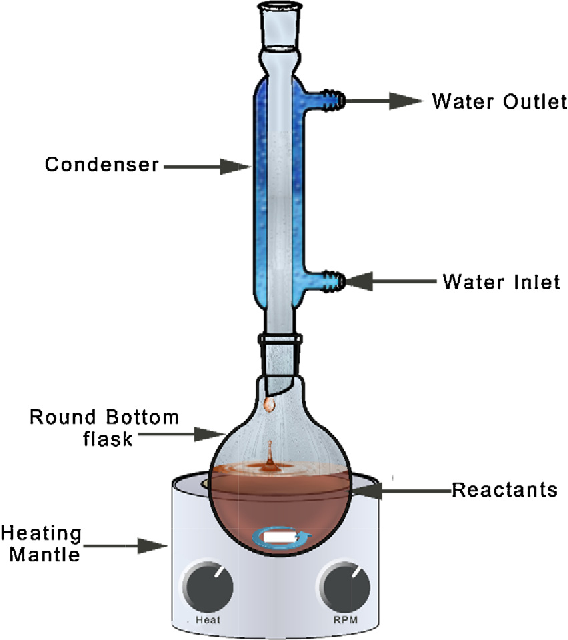 Water Outlet
Condenser
Water Inlet
Round Bottom
flask
Reactants
Heating
Mantle
Heat
RPM